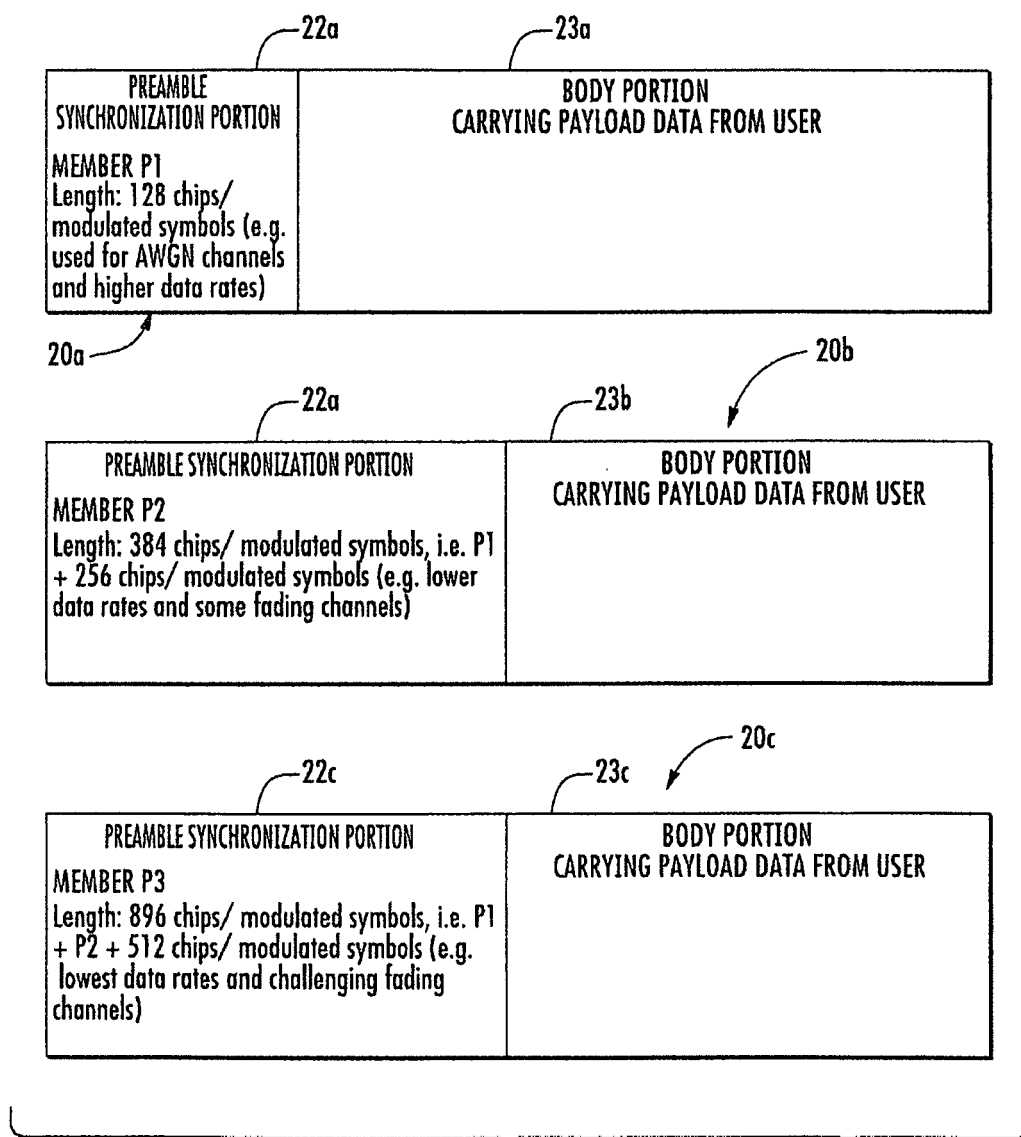 22a
23a
PREAMBLE
SYNCHRONIZATION PORTION
MEMBER P1
Length: 128 chips/
modulated symbols (e.g.
used for AWGN channels
and higher data rates)
BODY PORTION
CARRYING PAYLOAD DATA FROM USER
20a
20b
22a
23b
PREAMBLE SYNCHRONIZATION PORTION
MEMBER P2
Length: 384 chips/ modulated symbols, i.e. P1
+ 256 chips/ modulated symbols (e.g. lower
data rates and some fading channels)
BODY PORTION
CARRYING PAYLOAD DATA FROM USER
20c
22c
23c
PREAMBLE SYNCHRONIZATION PORTION
MEMBER P3
Length: 896 chips/ modulated symbols, i.e. P1
+ P2 + 512 chips/ modulated symbols (e.g.
lowest data rates and challenging fading
channels)
BODY PORTION
CARRYING PAYLOAD DATA FROM USER